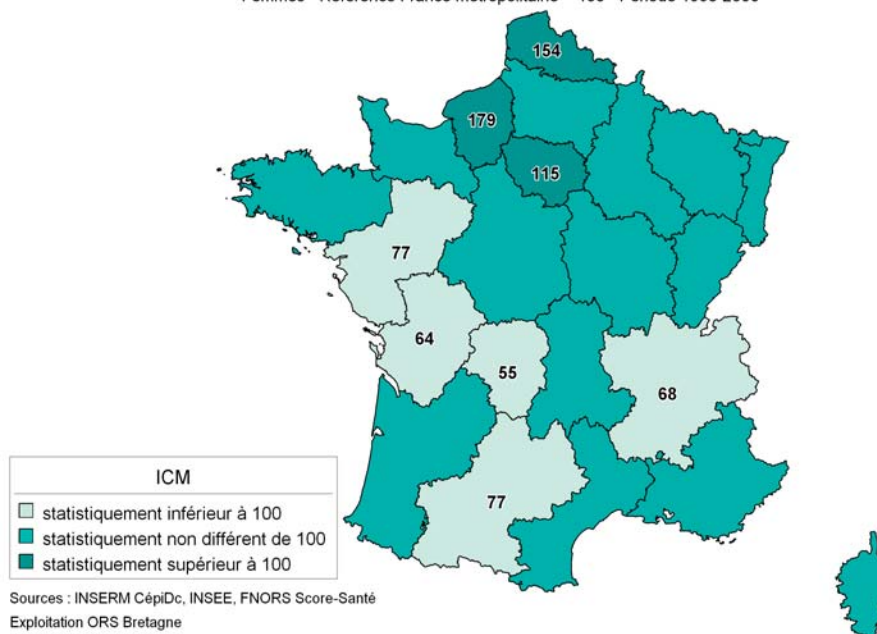 154
179
115
77
64
55
68
77
ICM
statistiquement inférieur à 100
statistiquement non différent de 100
statistiquement supérieur à 100
Sources : INSERM CépiDc, INSEE, FNORS Score-Santé
Exploitation ORS Bretagne